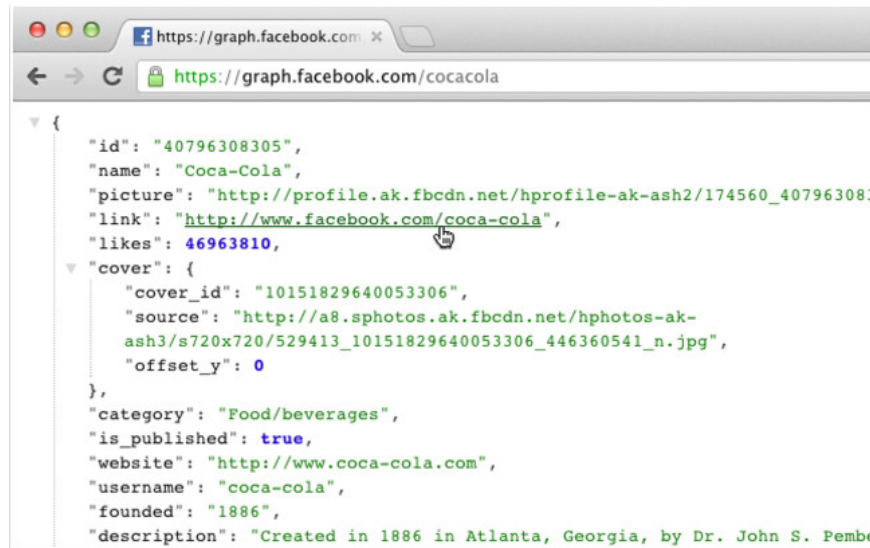 https://graph.facebook.com
https://graph.facebook.com/cocacola
{
"id": "40796308305",
"name": "Coca-Cola",
"picture": "http://profile.ak.fbcdn.net/hprofile-ak-ash2/174560_407963083
"link": "http://www.facebook.com/coca-cola",
"likes": 46963810,
"cover": {
"cover_id": "10151829640053306",
"source": "http://a8.sphotos.ak.fbcdn.net/hphotos-ak-
ash3/s720x720/529413_10151829640053306_446360541_n.jpg",
"offset_y": 0
},
"category": "Food/beverages",
"is_published": true,
"website": "http://www.coca-cola.com",
"username": "coca-cola",
"founded": "1886",
"description": "Created in 1886 in Atlanta, Georgia, by Dr. John S. Pembe